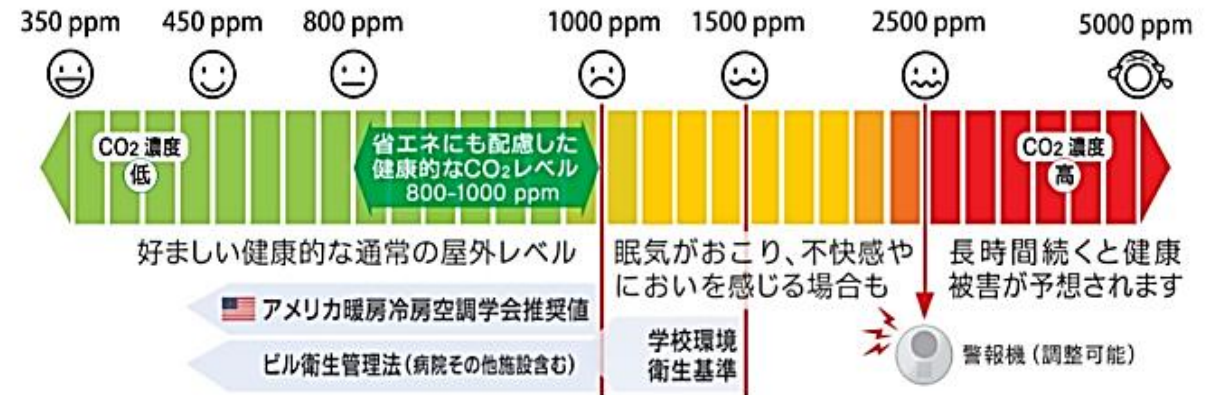 350 ppm 450 ppm 800 ppm 1000 ppm 1500 ppm 2500 ppm 5000 ppm
CO2 濃度
低
省エネにも配慮した
健康的なCO2レベル
800-1000 ppm
CO2 濃度
高
好ましい健康的な通常の屋外レベル
眠気がおこり、不快感や
においを感じる場合も
長時間続くと健康
被害が予想されます
アメリカ暖房冷房空調学会推奨値
ビル衛生管理法(病院その他施設含む)
学校環境
衛生基準
警報機(調整可能)